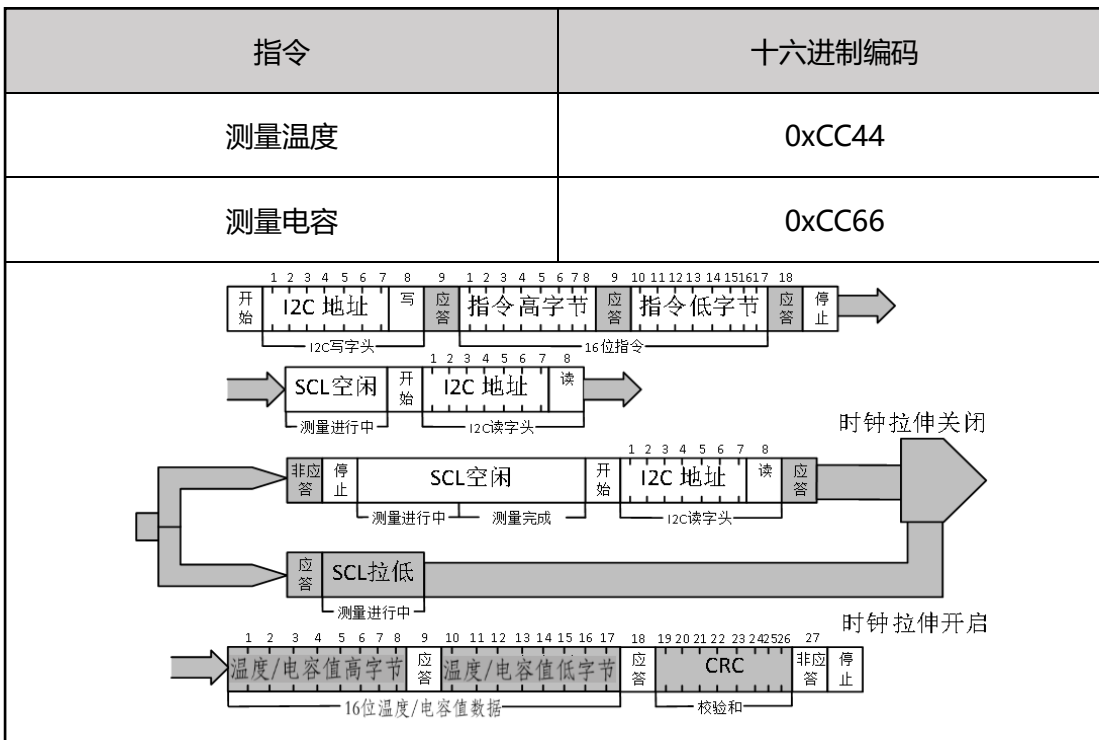 指令 十六进制编码
测量温度 0xCC44
测量电容 0xCC66
1 2 3 4 5 6 7 8 9 1 2 3 4 5 6 7 8 9 10 11 12 13 14 15 16 17 18
开始 I2C 地址 写 应答 指令高字节 应答 指令低字节 应答 停止
I2C写字头 16位指令
1 2 3 4 5 6 7 8
SCL空闲 开始 I2C 地址 读
测量进行中 I2C读字头
时钟拉伸关闭
1 2 3 4 5 6 7 8
非应答 停止 SCL空闲 开始 I2C 地址 读 应答
测量进行中 测量完成 I2C读字头
应答 SCL拉低
测量进行中
时钟拉伸开启
1 2 3 4 5 6 7 8 9 10 11 12 13 14 15 16 17 18 19 20 21 22 23 24 25 26 27
温度/电容值高字节 应答 温度/电容值低字节 应答 CRC 非应答 停止
16位温度/电容值数据 校验和